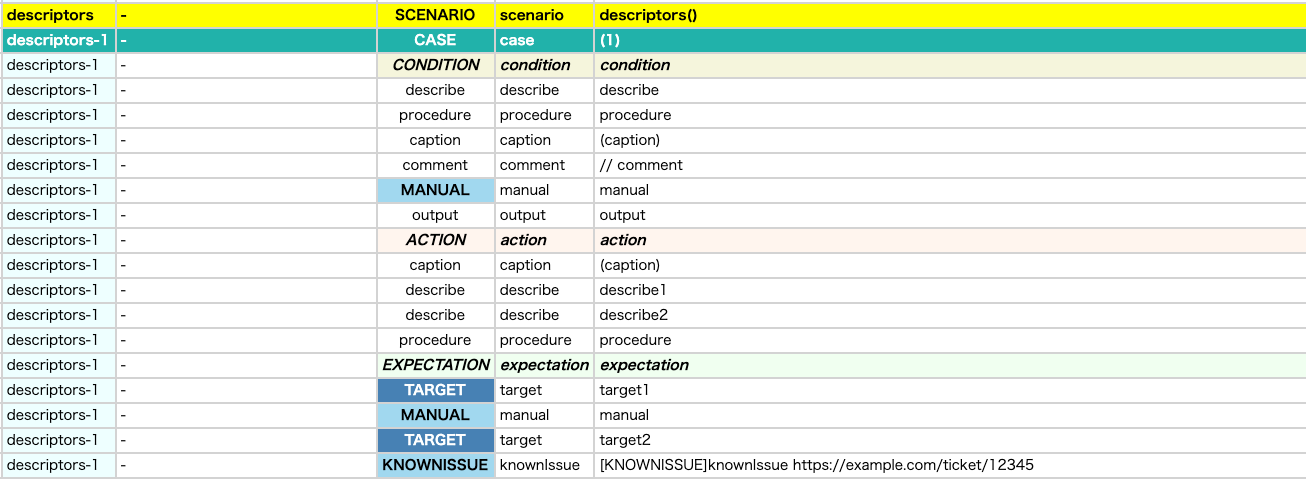 descriptors - SCENARIO scenario descriptors()
descriptors-1 - CASE case (1)
descriptors-1 - CONDITION condition condition
descriptors-1 - describe describe describe
descriptors-1 - procedure procedure procedure
descriptors-1 - caption caption (caption)
descriptors-1 - comment comment // comment
descriptors-1 - MANUAL manual manual
descriptors-1 - output output output
descriptors-1 - ACTION action action
descriptors-1 - caption caption (caption)
descriptors-1 - describe describe describe1
descriptors-1 - describe describe describe2
descriptors-1 - procedure procedure procedure
descriptors-1 - EXPECTATION expectation expectation
descriptors-1 - TARGET target target1
descriptors-1 - MANUAL manual manual
descriptors-1 - TARGET target target2
descriptors-1 - KNOWNISSUE knownIssue [KNOWNISSUE]knownIssue https://example.com/ticket/12345